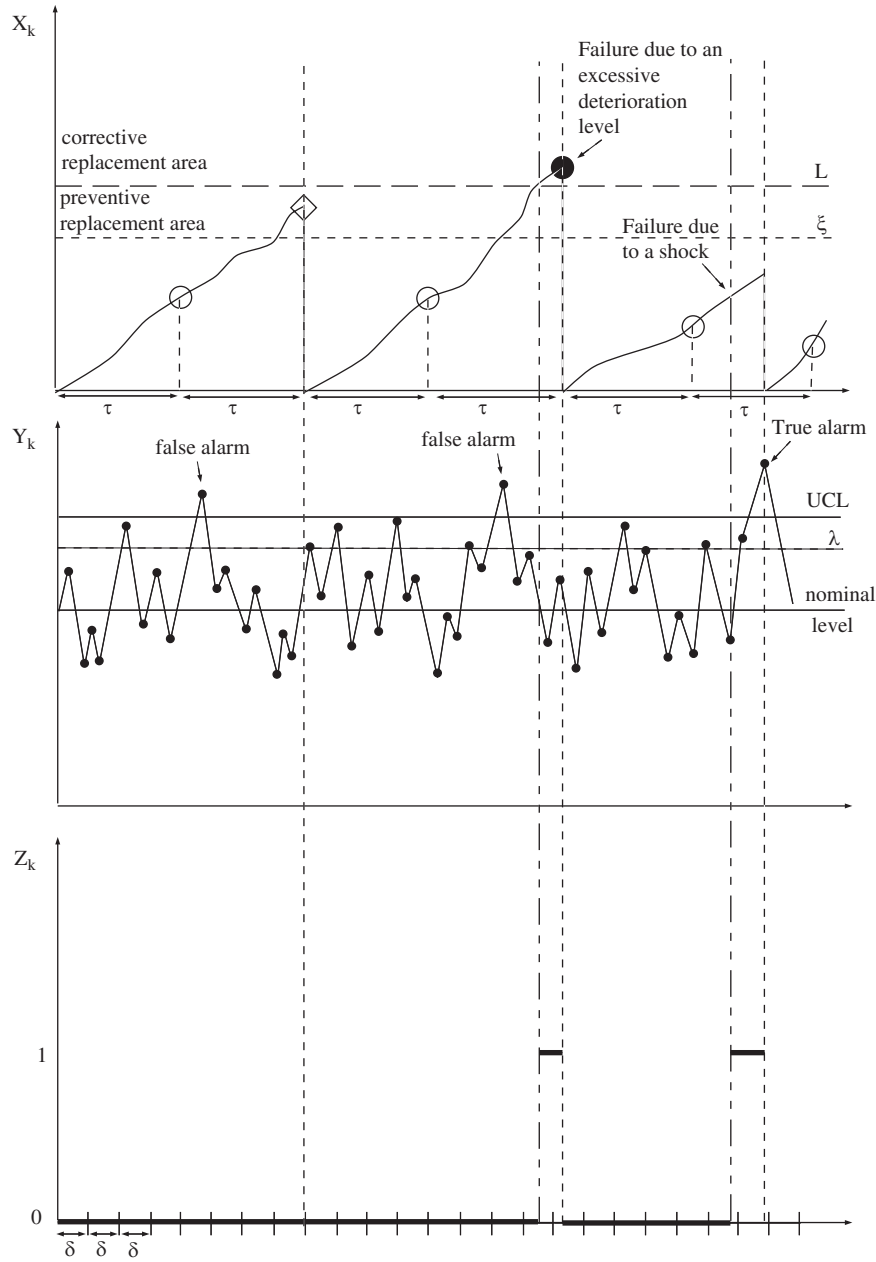 X_k
Failure due to an
excessive
deterioration
level
corrective
replacement area
L
preventive
replacement area
ξ
Failure due
to a shock
τ τ τ τ τ τ
Y_k
false alarm
false alarm
True alarm
UCL
λ
nominal
level
Z_k
1
0
δ δ δ